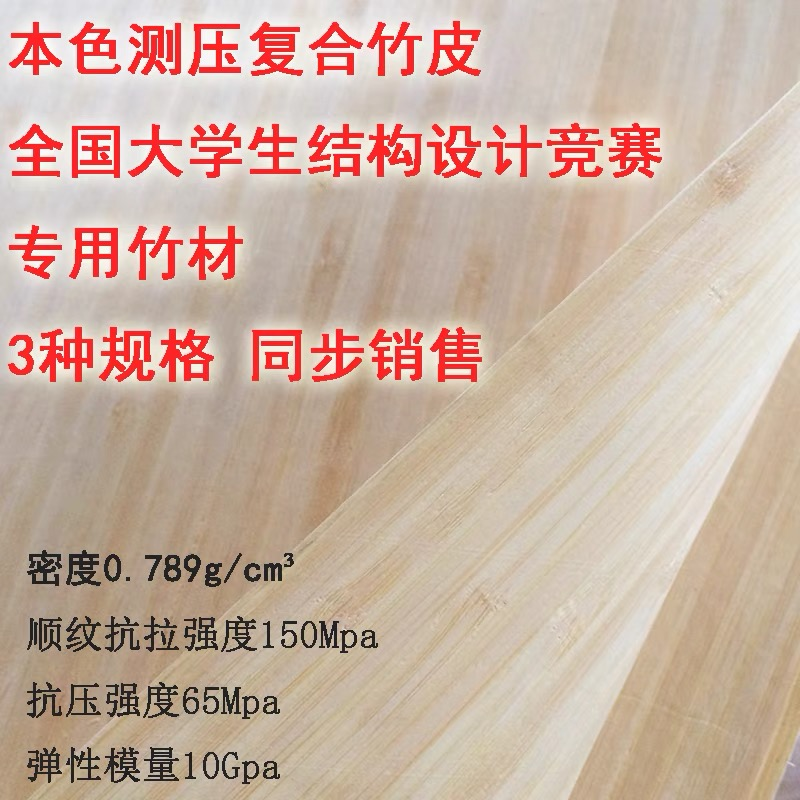 本色测压复合竹皮
全国大学生结构设计竞赛
专用竹材
3种规格 同步销售
密度0.789g/cm³
顺纹抗拉强度150Mpa
抗压强度65Mpa
弹性模量10Gpa